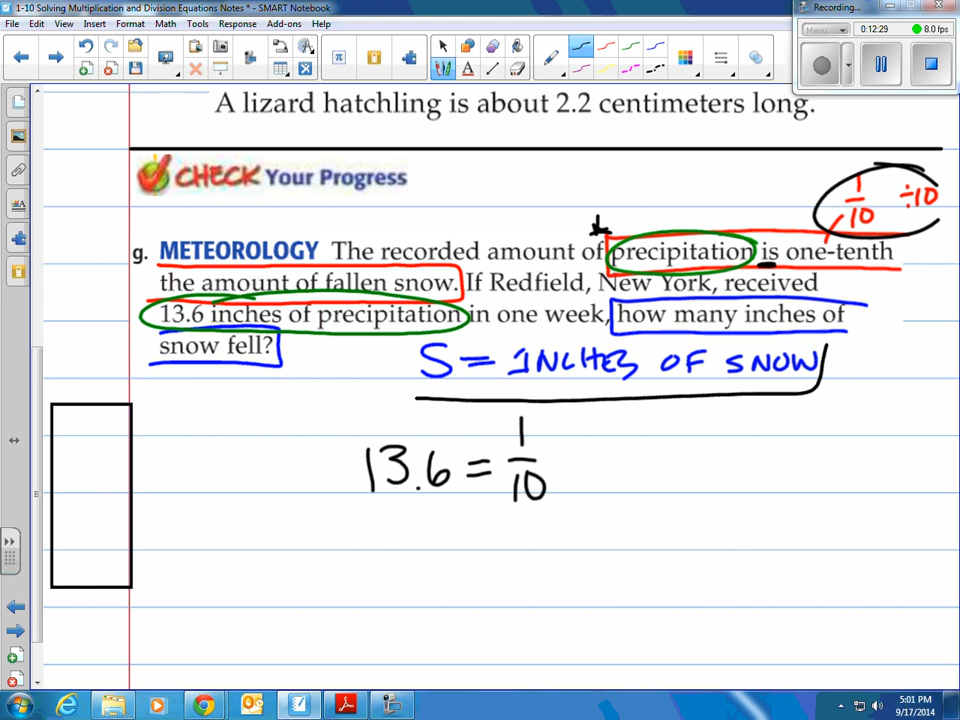 1-10 Solving Multiplication and Division Equations Notes * - SMART Notebook
File Edit View Insert Format Math Tools Response Add-ons Help
Recording...
Menu
0:12:29
8.0 fps
A lizard hatchling is about 2.2 centimeters long.
CHECK Your Progress
1/10 ÷10
g. METEOROLOGY The recorded amount of precipitation is one-tenth
the amount of fallen snow. If Redfield, New York, received
13.6 inches of precipitation in one week, how many inches of
snow fell?
S = INCHES OF SNOW
13.6 = 1/10
5:01 PM
9/17/2014